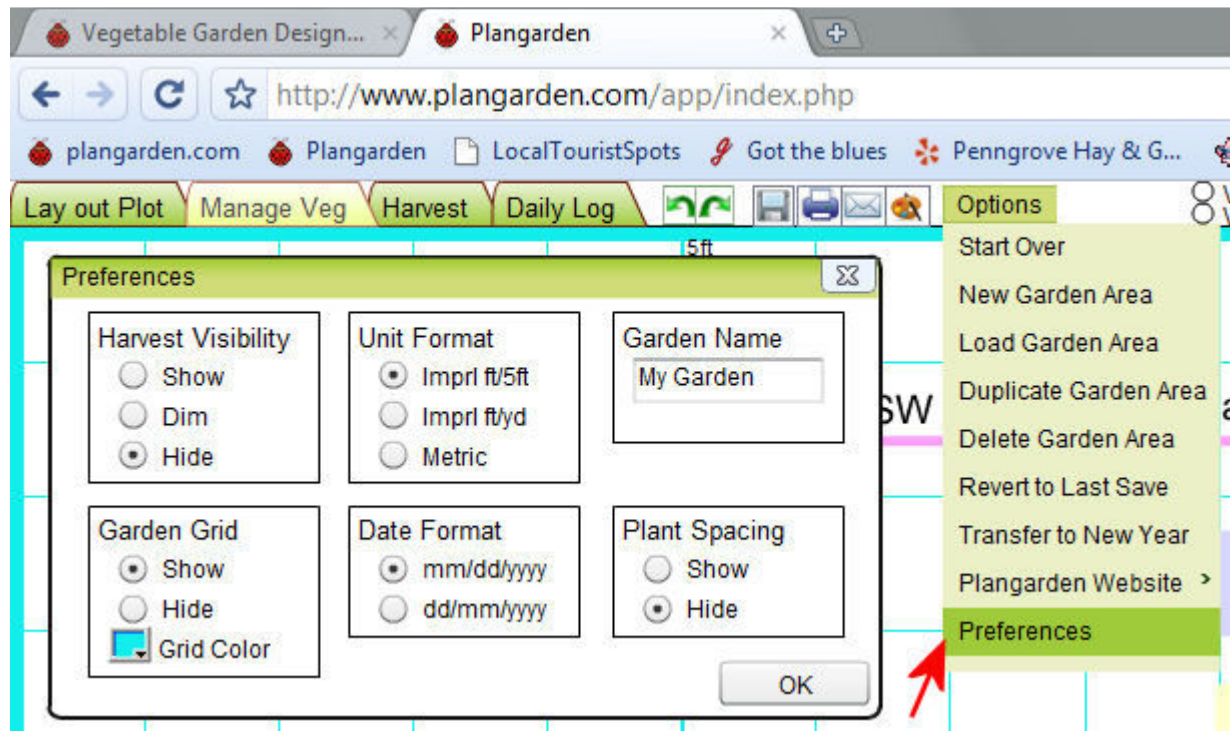 Vegetable Garden Design...
Plangarden
http://www.plangarden.com/app/index.php
plangarden.com Plangarden LocalTouristSpots Got the blues Penngrove Hay & G...
Lay out Plot Manage Veg Harvest Daily Log Options
5ft
Preferences
Harvest Visibility
Show
Dim
Hide
Unit Format
Imprl ft/5ft
Imprl ft/yd
Metric
Garden Name
My Garden
Garden Grid
Show
Hide
Grid Color
Date Format
mm/dd/yyyy
dd/mm/yyyy
Plant Spacing
Show
Hide
OK
SW
Start Over
New Garden Area
Load Garden Area
Duplicate Garden Area
Delete Garden Area
Revert to Last Save
Transfer to New Year
Plangarden Website >
Preferences